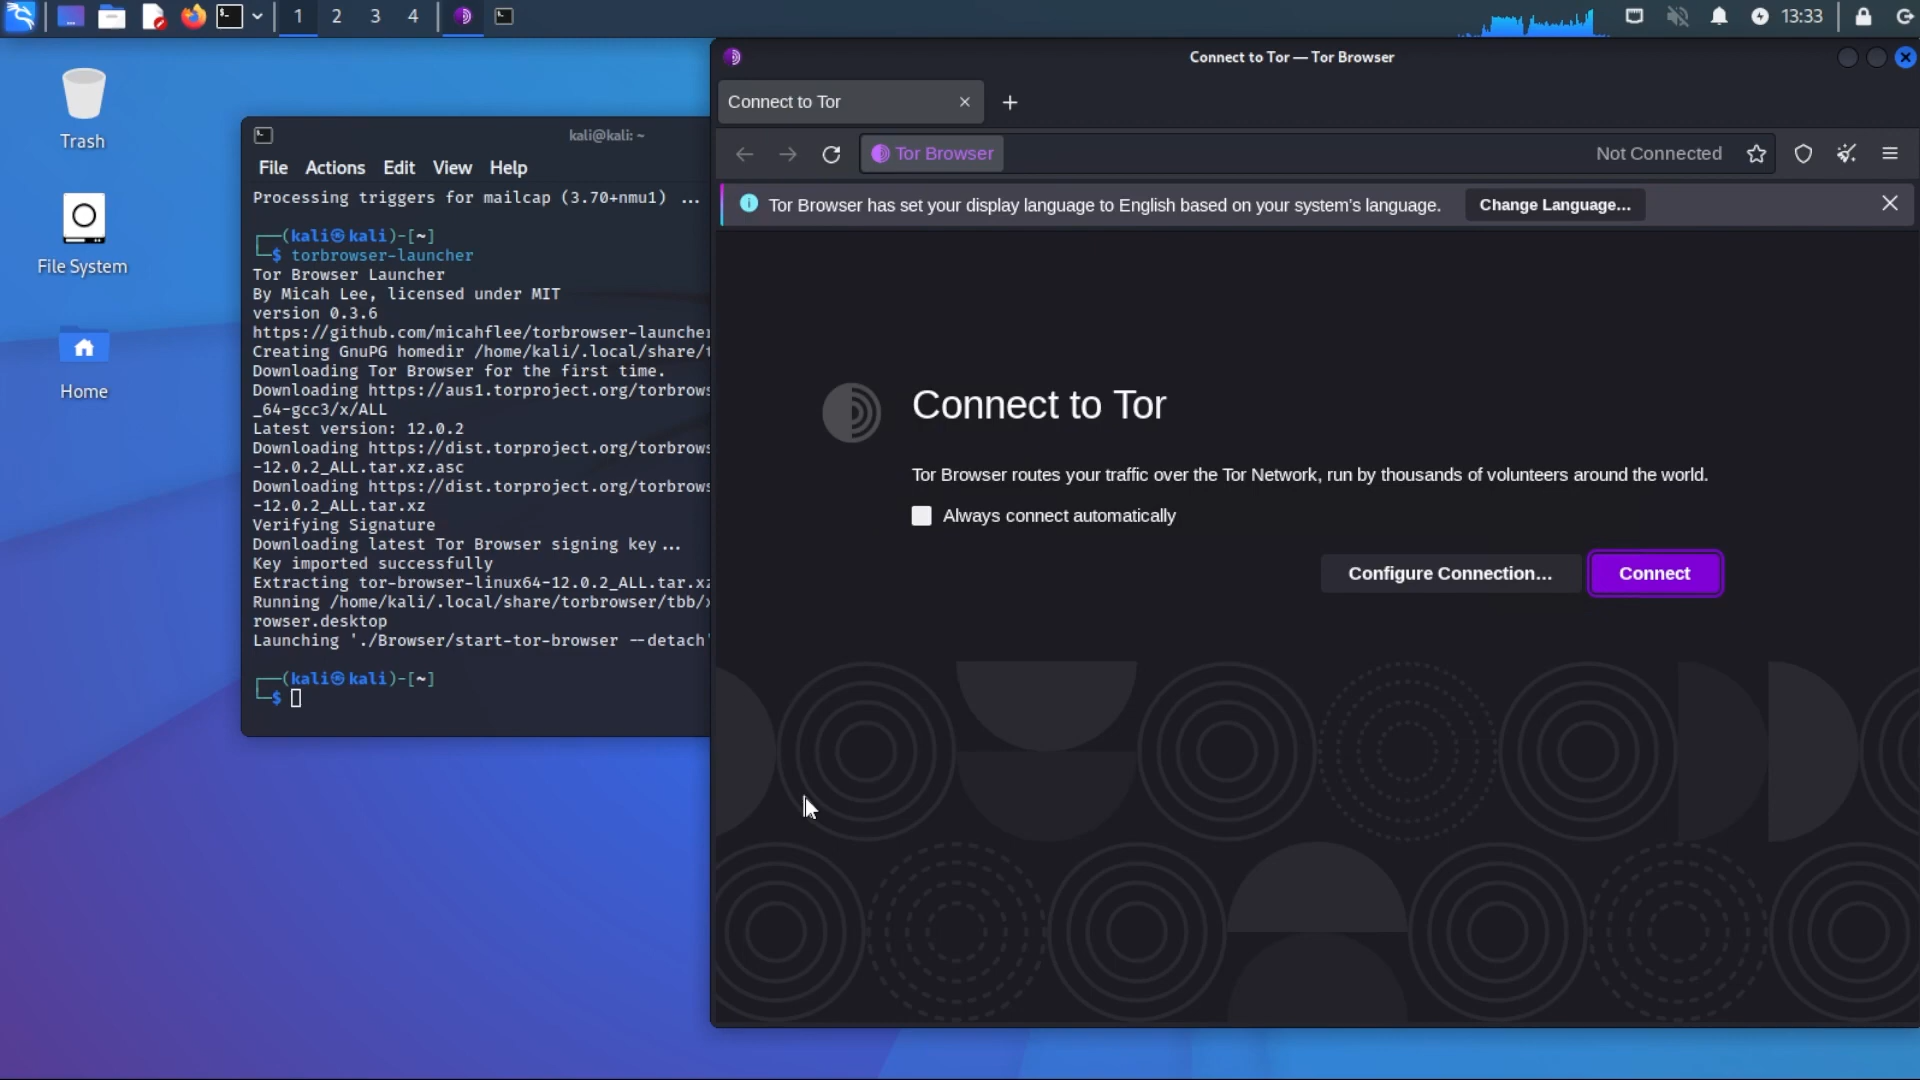 1 2 3 4
13:33
Trash
File System
Home
kali@kali: ~
File Actions Edit View Help
Processing triggers for mailcap (3.70+nmu1) ...
(kali㉿kali)-[~]
$ torbrowser-launcher
Tor Browser Launcher
By Micah Lee, licensed under MIT
version 0.3.6
https://github.com/micahflee/torbrowser-launcher
Creating GnuPG homedir /home/kali/.local/share/t
Downloading Tor Browser for the first time.
Downloading https://aus1.torproject.org/torbrows
_64-gcc3/x/ALL
Latest version: 12.0.2
Downloading https://dist.torproject.org/torbrows
-12.0.2_ALL.tar.xz.asc
Downloading https://dist.torproject.org/torbrows
-12.0.2_ALL.tar.xz
Verifying Signature
Downloading latest Tor Browser signing key...
Key imported successfully
Extracting tor-browser-linux64-12.0.2_ALL.tar.xz
Running /home/kali/.local/share/torbrowser/tbb/x
rowser.desktop
Launching './Browser/start-tor-browser --detach'
(kali㉿kali)-[~]
$
Connect to Tor — Tor Browser
Connect to Tor
Tor Browser
Not Connected
Tor Browser has set your display language to English based on your system's language.
Change Language...
Connect to Tor
Tor Browser routes your traffic over the Tor Network, run by thousands of volunteers around the world.
Always connect automatically
Configure Connection...
Connect